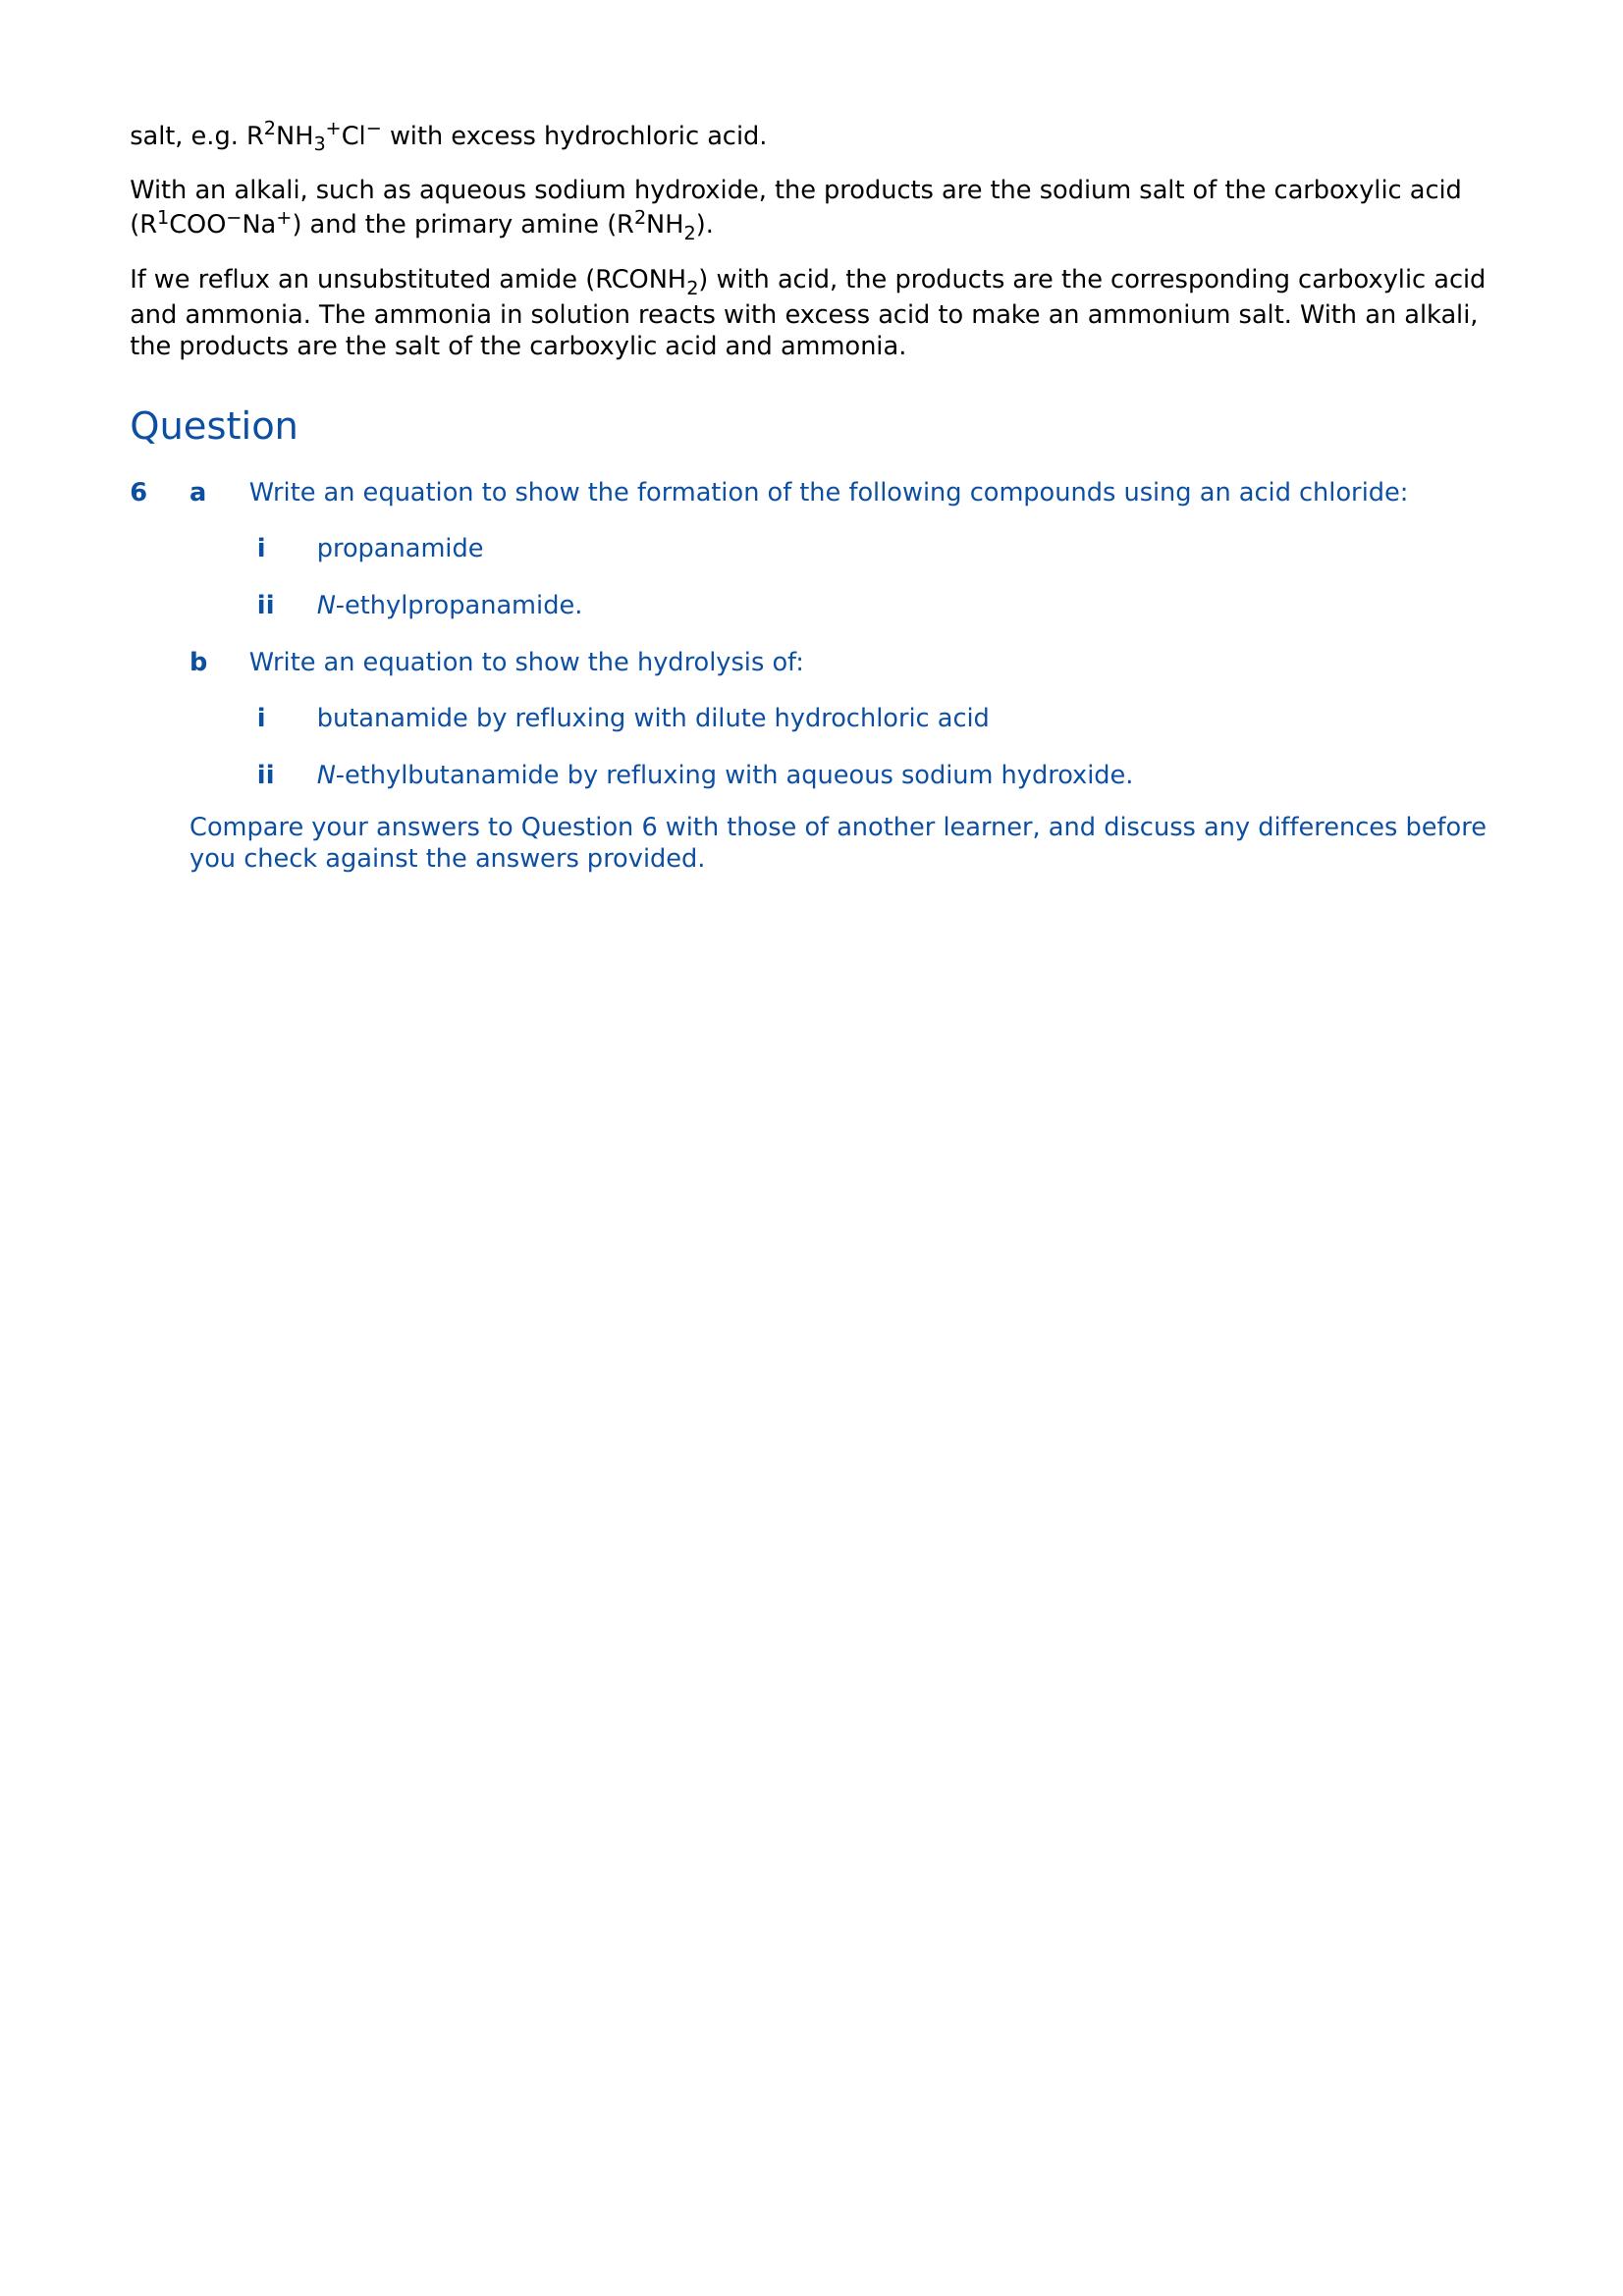 salt, e.g. R²NH₃⁺Cl⁻ with excess hydrochloric acid.
With an alkali, such as aqueous sodium hydroxide, the products are the sodium salt of the carboxylic acid
(R¹COO⁻Na⁺) and the primary amine (R²NH₂).
If we reflux an unsubstituted amide (RCONH₂) with acid, the products are the corresponding carboxylic acid
and ammonia. The ammonia in solution reacts with excess acid to make an ammonium salt. With an alkali,
the products are the salt of the carboxylic acid and ammonia.
Question
6 a Write an equation to show the formation of the following compounds using an acid chloride:
i propanamide
ii N-ethylpropanamide.
b Write an equation to show the hydrolysis of:
i butanamide by refluxing with dilute hydrochloric acid
ii N-ethylbutanamide by refluxing with aqueous sodium hydroxide.
Compare your answers to Question 6 with those of another learner, and discuss any differences before
you check against the answers provided.